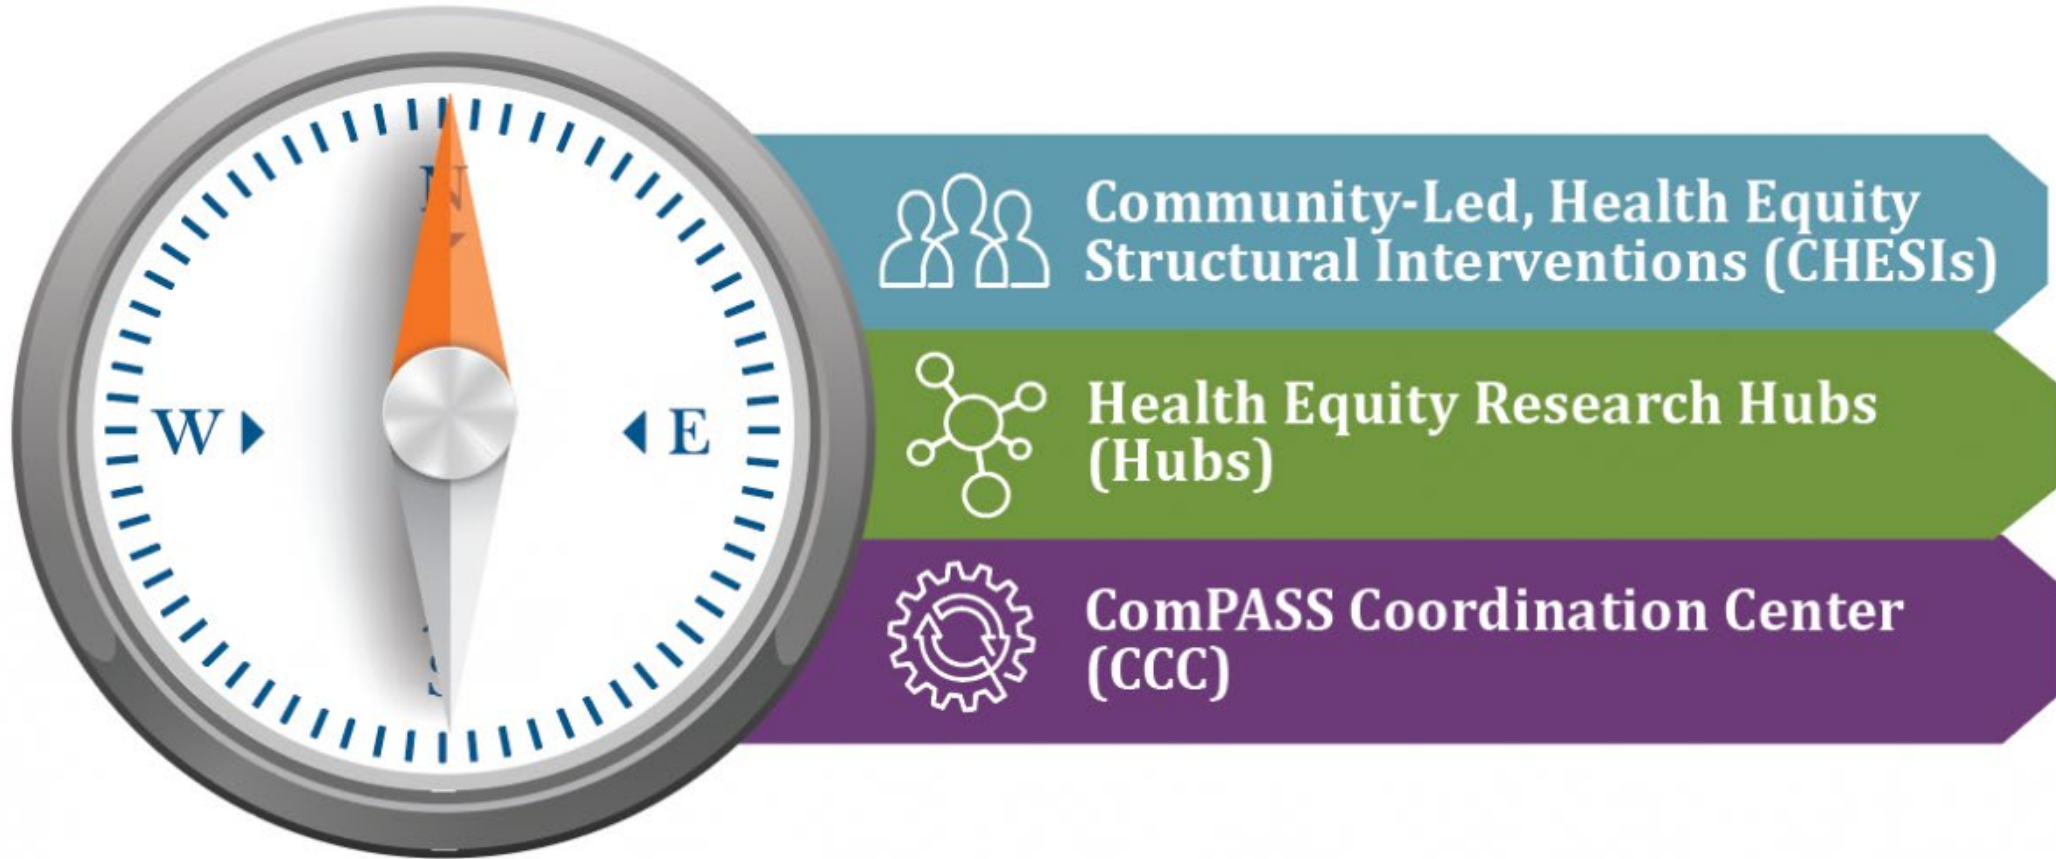 N
W
E
S
Community-Led, Health Equity
Structural Interventions (CHESIs)
Health Equity Research Hubs
(Hubs)
ComPASS Coordination Center
(CCC)